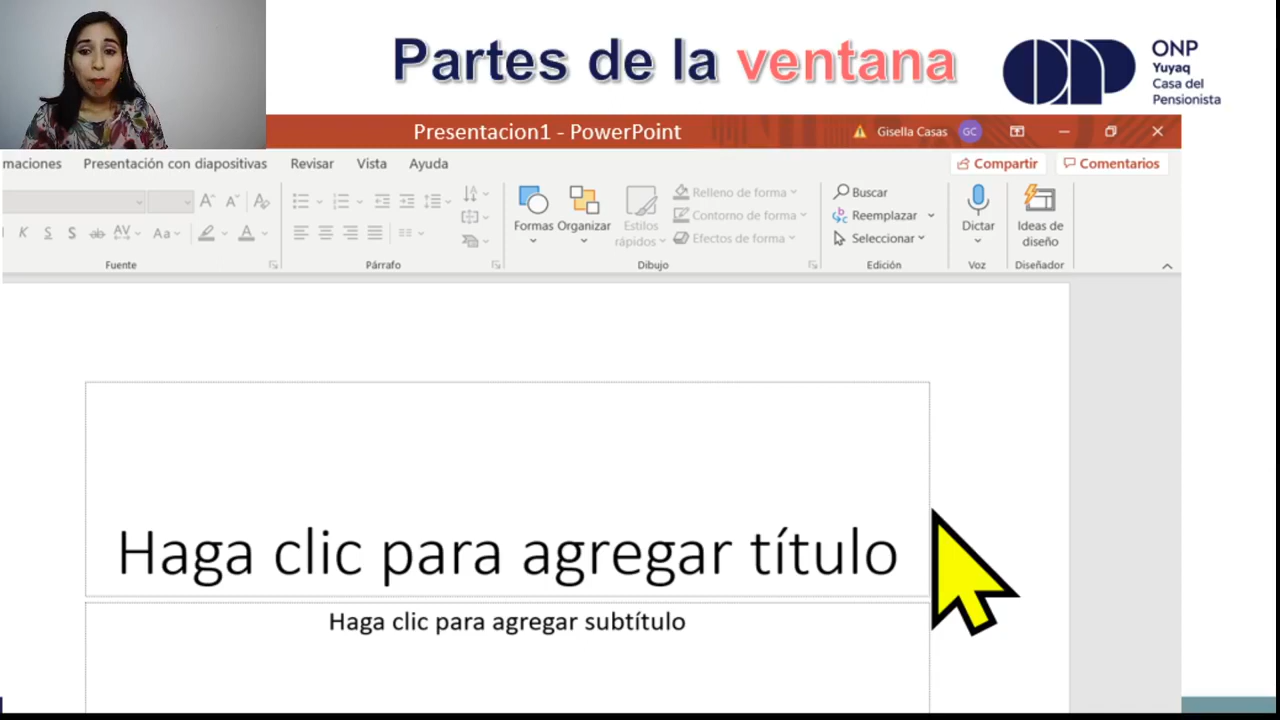 Partes de la ventana
ONP
Yuyaq
Casa del
Pensionista
Presentacion1 - PowerPoint
Gisella Casas
GC
maciones
Presentación con diapositivas
Revisar
Vista
Ayuda
Compartir
Comentarios
K S S ab AV Aa A
Fuente
Párrafo
Formas
Organizar
Estilos
rápidos
Relleno de forma
Contorno de forma
Efectos de forma
Dibujo
Buscar
Reemplazar
Seleccionar
Edición
Dictar
Voz
Ideas de
diseño
Diseñador
Haga clic para agregar título
Haga clic para agregar subtítulo